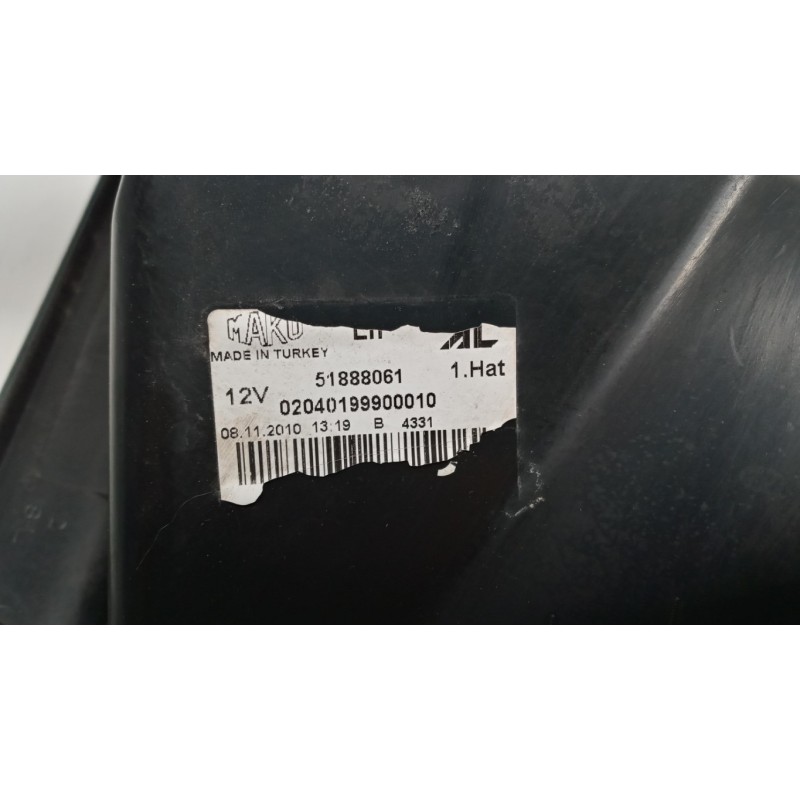 MAKO
MADE IN TURKEY
51888061 1.Hat
12V 02040199900010
08.11.2010 13:19 B 4331